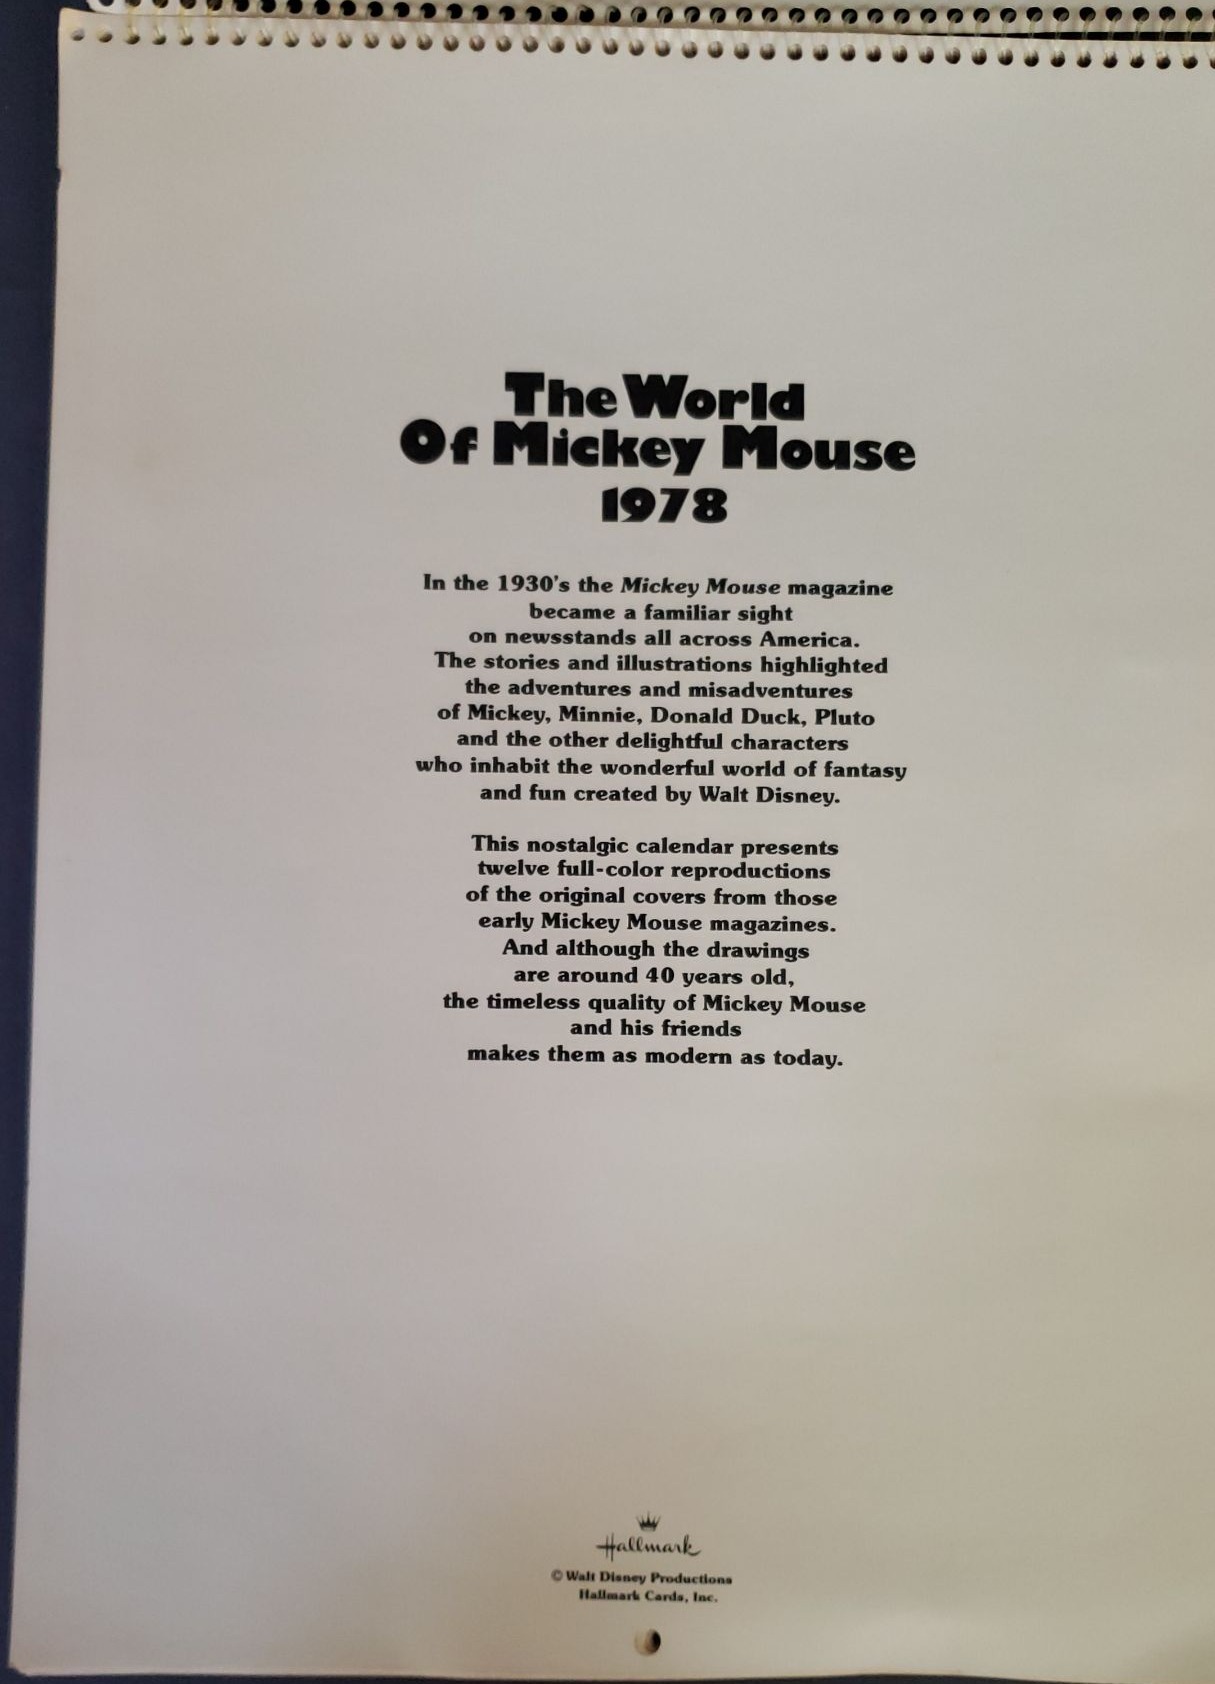 The World
Of Mickey Mouse
1978
In the 1930's the Mickey Mouse magazine
became a familiar sight
on newsstands all across America.
The stories and illustrations highlighted
the adventures and misadventures
of Mickey, Minnie, Donald Duck, Pluto
and the other delightful characters
who inhabit the wonderful world of fantasy
and fun created by Walt Disney.
This nostalgic calendar presents
twelve full-color reproductions
of the original covers from those
early Mickey Mouse magazines.
And although the drawings
are around 40 years old,
the timeless quality of Mickey Mouse
and his friends
makes them as modern as today.
Hallmark
© Walt Disney Productions
Hallmark Cards, Inc.